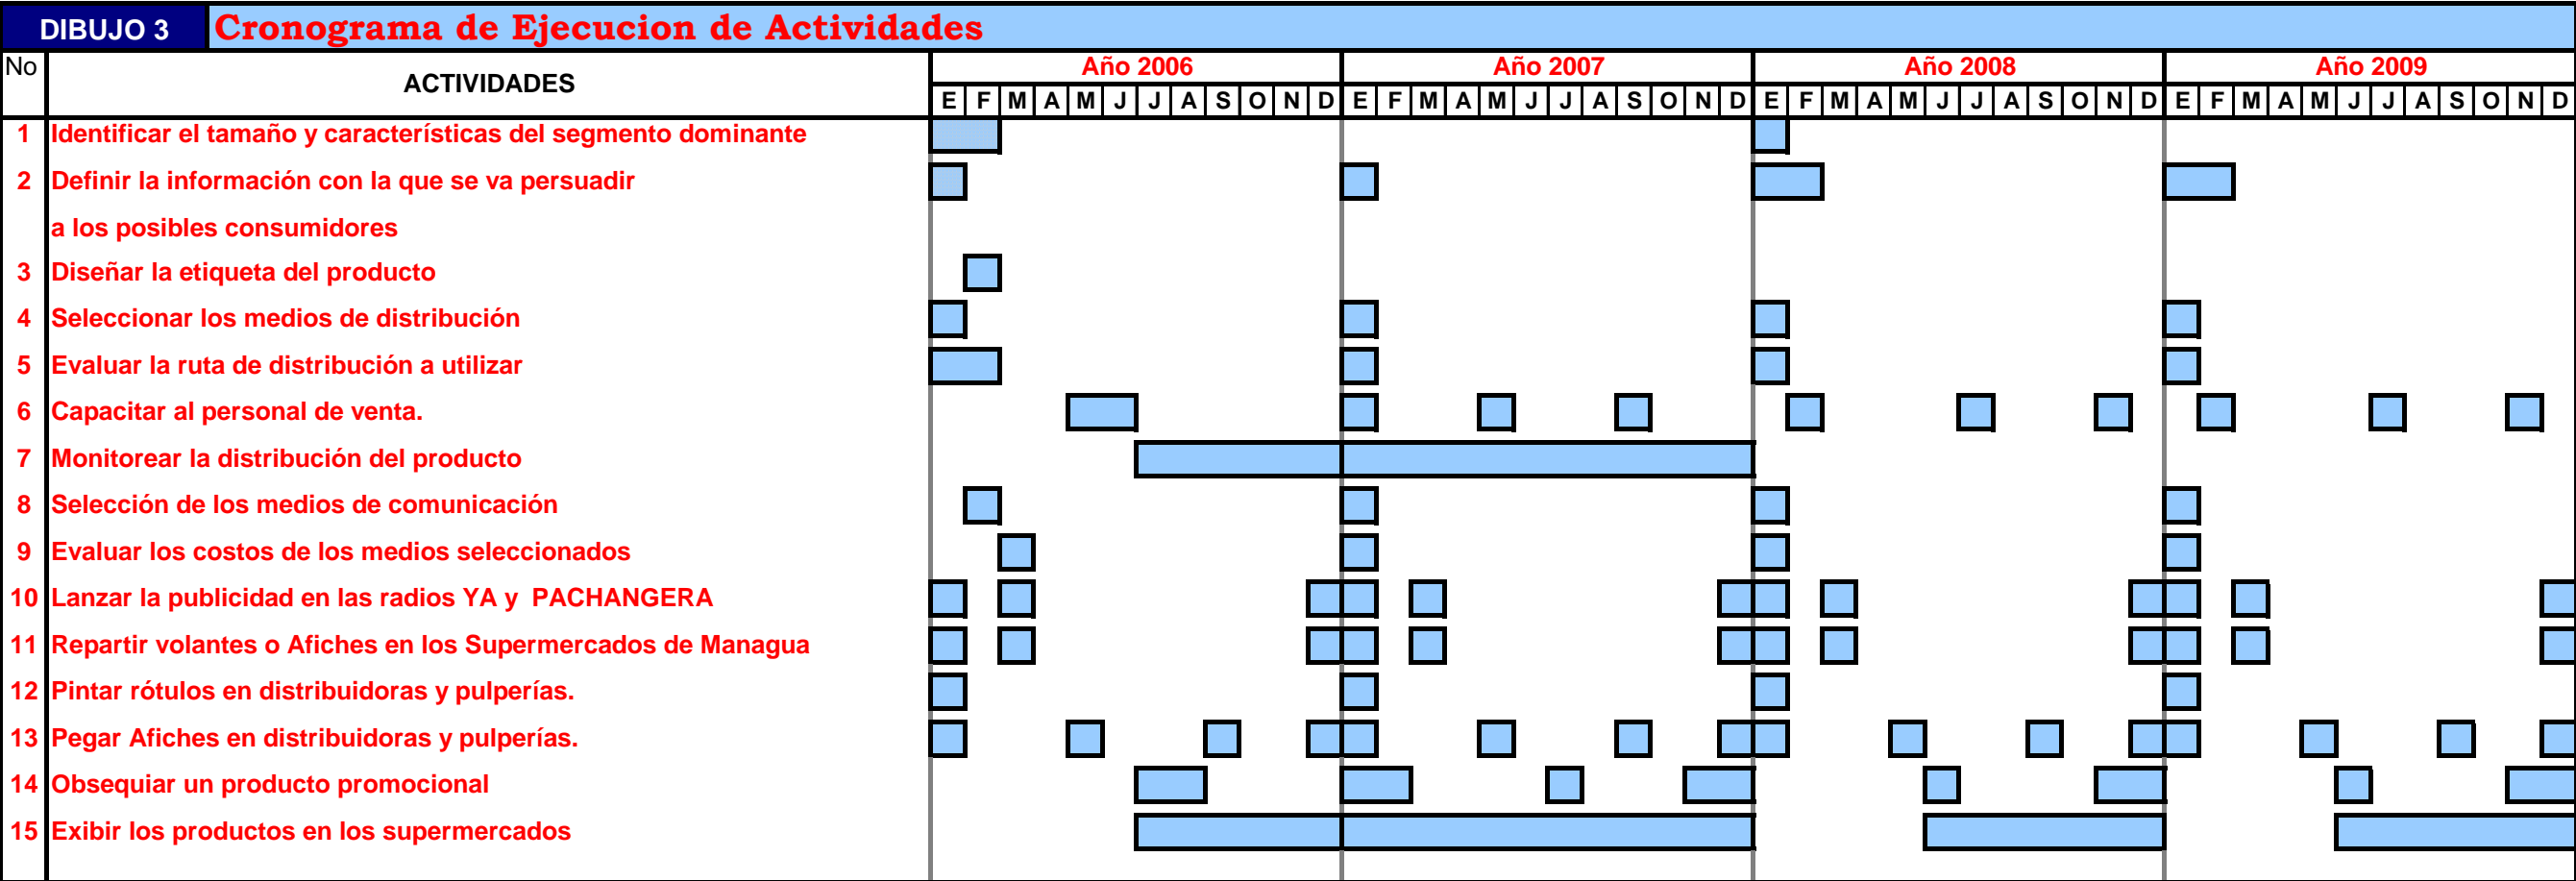 DIBUJO 3 Cronograma de Ejecucion de Actividades
No ACTIVIDADES Año 2006 Año 2007 Año 2008 Año 2009
E F M A M J J A S O N D E F M A M J J A S O N D E F M A M J J A S O N D E F M A M J J A S O N D
1 Identificar el tamaño y características del segmento dominante
2 Definir la información con la que se va persuadir
a los posibles consumidores
3 Diseñar la etiqueta del producto
4 Seleccionar los medios de distribución
5 Evaluar la ruta de distribución a utilizar
6 Capacitar al personal de venta.
7 Monitorear la distribución del producto
8 Selección de los medios de comunicación
9 Evaluar los costos de los medios seleccionados
10 Lanzar la publicidad en las radios YA y PACHANGERA
11 Repartir volantes o Afiches en los Supermercados de Managua
12 Pintar rótulos en distribuidoras y pulperías.
13 Pegar Afiches en distribuidoras y pulperías.
14 Obsequiar un producto promocional
15 Exibir los productos en los supermercados